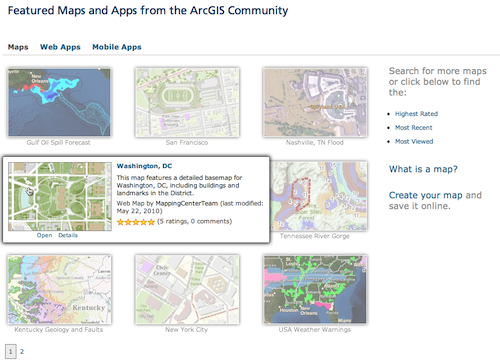 Featured Maps and Apps from the ArcGIS Community
Maps Web Apps Mobile Apps
New
Orleans
Gulf Oil Spill Forecast
San Francisco
Nashville, TN Flood
Search for more maps
or click below to find
the:
Highest Rated
Most Recent
Most Viewed
Washington, DC
This map features a detailed basemap for
Washington, DC, including buildings and
landmarks in the District.
Web Map by MappingCenterTeam (last modified:
May 22, 2010)
(5 ratings, 0 comments)
Open Details
Tennessee River Gorge
What is a map?
Create your map and
save it online.
Kentucky
Kentucky Geology and Faults
New York City
USA Weather Warnings
1 2